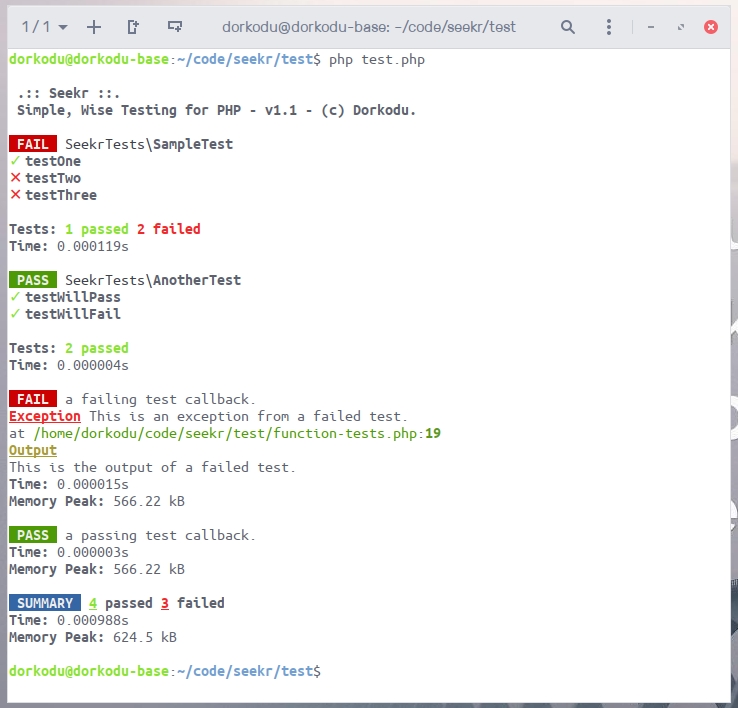 1 / 1
dorkodu@dorkodu-base: ~/code/seekr/test
dorkodu@dorkodu-base:~/code/seekr/test$ php test.php
.:: Seekr ::.
Simple, Wise Testing for PHP - v1.1 - (c) Dorkodu.
FAIL SeekrTests\SampleTest
✓ testOne
✕ testTwo
✕ testThree
Tests: 1 passed 2 failed
Time: 0.000119s
PASS SeekrTests\AnotherTest
✓ testWillPass
✓ testWillFail
Tests: 2 passed
Time: 0.000004s
FAIL a failing test callback.
Exception This is an exception from a failed test.
at /home/dorkodu/code/seekr/test/function-tests.php:19
Output
This is the output of a failed test.
Time: 0.000015s
Memory Peak: 566.22 kB
PASS a passing test callback.
Time: 0.000003s
Memory Peak: 566.22 kB
SUMMARY 4 passed 3 failed
Time: 0.000988s
Memory Peak: 624.5 kB
dorkodu@dorkodu-base:~/code/seekr/test$